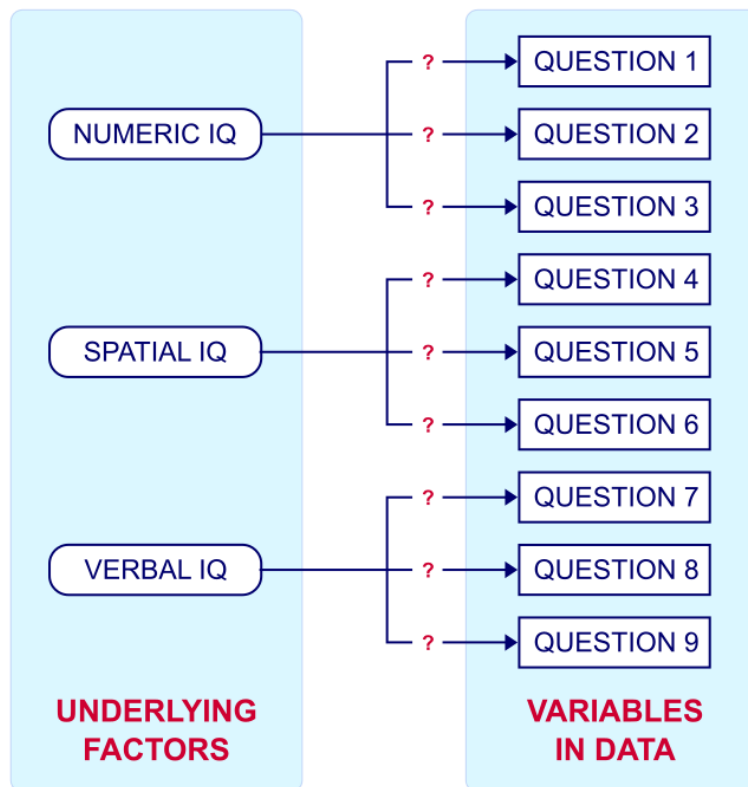 NUMERIC IQ
SPATIAL IQ
VERBAL IQ
UNDERLYING
FACTORS
?
?
?
?
?
?
?
?
?
QUESTION 1
QUESTION 2
QUESTION 3
QUESTION 4
QUESTION 5
QUESTION 6
QUESTION 7
QUESTION 8
QUESTION 9
VARIABLES
IN DATA